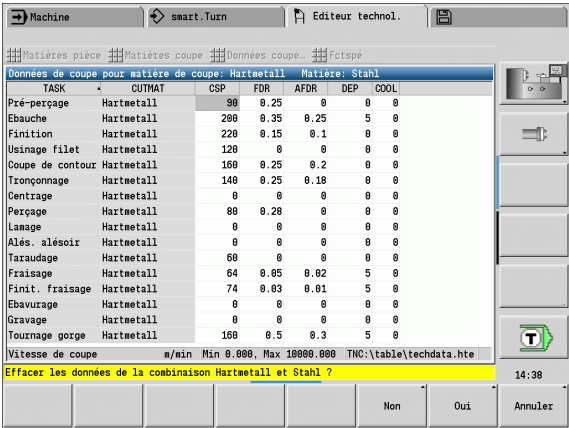 Machine smart.Turn Editeur technol.
Matières pièce Matières coupe Données coupe… Fctspé
Données de coupe pour matière de coupe: Hartmetall Matière: Stahl
TASK CUTMAT CSP FDR AFDR DEP COOL
Pré-perçage Hartmetall 90 0.25 0 0 0
Ebauche Hartmetall 200 0.35 0.25 5 0
Finition Hartmetall 220 0.15 0.1 0 0
Usinage filet Hartmetall 120 0 0 0 0
Coupe de contour Hartmetall 160 0.25 0.2 0 0
Tronçonnage Hartmetall 140 0.25 0.18 0 0
Centrage Hartmetall 0 0 0 0 0
Perçage Hartmetall 80 0.28 0 0 0
Lamage Hartmetall 0 0 0 0 0
Alés. alésoir Hartmetall 0 0 0 0 0
Taraudage Hartmetall 60 0 0 0 0
Fraisage Hartmetall 64 0.05 0.02 5 0
Finit. fraisage Hartmetall 74 0.03 0.01 5 0
Ebavurage Hartmetall 0 0 0 0 0
Gravage Hartmetall 0 0 0 0 0
Tournage gorge Hartmetall 160 0.5 0.3 5 0
Vitesse de coupe m/min Min 0.000, Max 10000.000 TNC:\table\techdata.hte
Effacer les données de la combinaison Hartmetall et Stahl ?
T
14:38
Non Oui Annuler